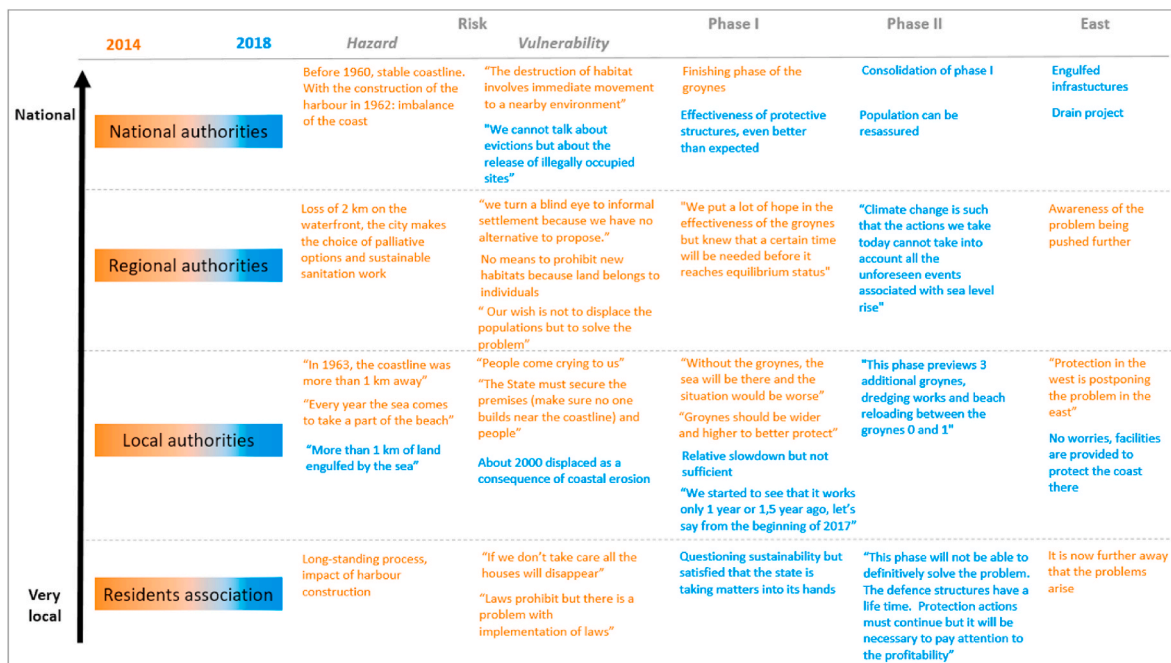 Risk
Phase I
Phase II
East
2014
2018
Hazard
Vulnerability
National
National authorities
Before 1960, stable coastline.
With the construction of the
harbour in 1962: imbalance
of the coast
“The destruction of habitat
involves immediate movement
to a nearby environment”
"We cannot talk about
evictions but about the
release of illegally occupied
sites”
Finishing phase of the
groynes
Effectiveness of protective
structures, even better
than expected
Consolidation of phase I
Population can be
resassured
Engulfed
infrastuctures
Drain project
Regional authorities
Loss of 2 km on the
waterfront, the city makes
the choice of palliative
options and sustainable
sanitation work
“we turn a blind eye to informal
settlement because we have no
alternative to propose.”
No means to prohibit new
habitats because land belongs to
individuals
“ Our wish is not to displace the
populations but to solve the
problem”
"We put a lot of hope in the
effectiveness of the groynes
but knew that a certain time
will be needed before it
reaches equilibrium status”
“Climate change is such
that the actions we take
today cannot take into
account all the
unforeseen events
associated with sea level
rise"
Awareness of the
problem being
pushed further
Local authorities
“In 1963, the coastline was
more than 1 km away”
“Every year the sea comes
to take a part of the beach”
“More than 1 km of land
engulfed by the sea”
“People come crying to us”
“The State must secure the
premises (make sure no one
builds near the coastline) and
people”
About 2000 displaced as a
consequence of coastal erosion
“Without the groynes, the
sea will be there and the
situation would be worse”
“Groynes should be wider
and higher to better protect”
Relative slowdown but not
sufficient
“We started to see that it works
only 1 year or 1,5 year ago, let’s
say from the beginning of 2017”
"This phase previews 3
additional groynes,
dredging works and beach
reloading between the
groynes 0 and 1"
“Protection in the
west is postponing
the problem in the
east”
No worries, facilities
are provided to
protect the coast
there
Very
local
Residents association
Long-standing process,
impact of harbour
construction
“If we don’t take care all the
houses will disappear”
“Laws prohibit but there is a
problem with
implementation of laws”
Questioning sustainability but
satisfied that the state is
taking matters into its hands
“This phase will not be able to
definitively solve the problem.
The defence structures have a
life time. Protection actions
must continue but it will be
necessary to pay attention to
the profitability”
It is now further away
that the problems
arise